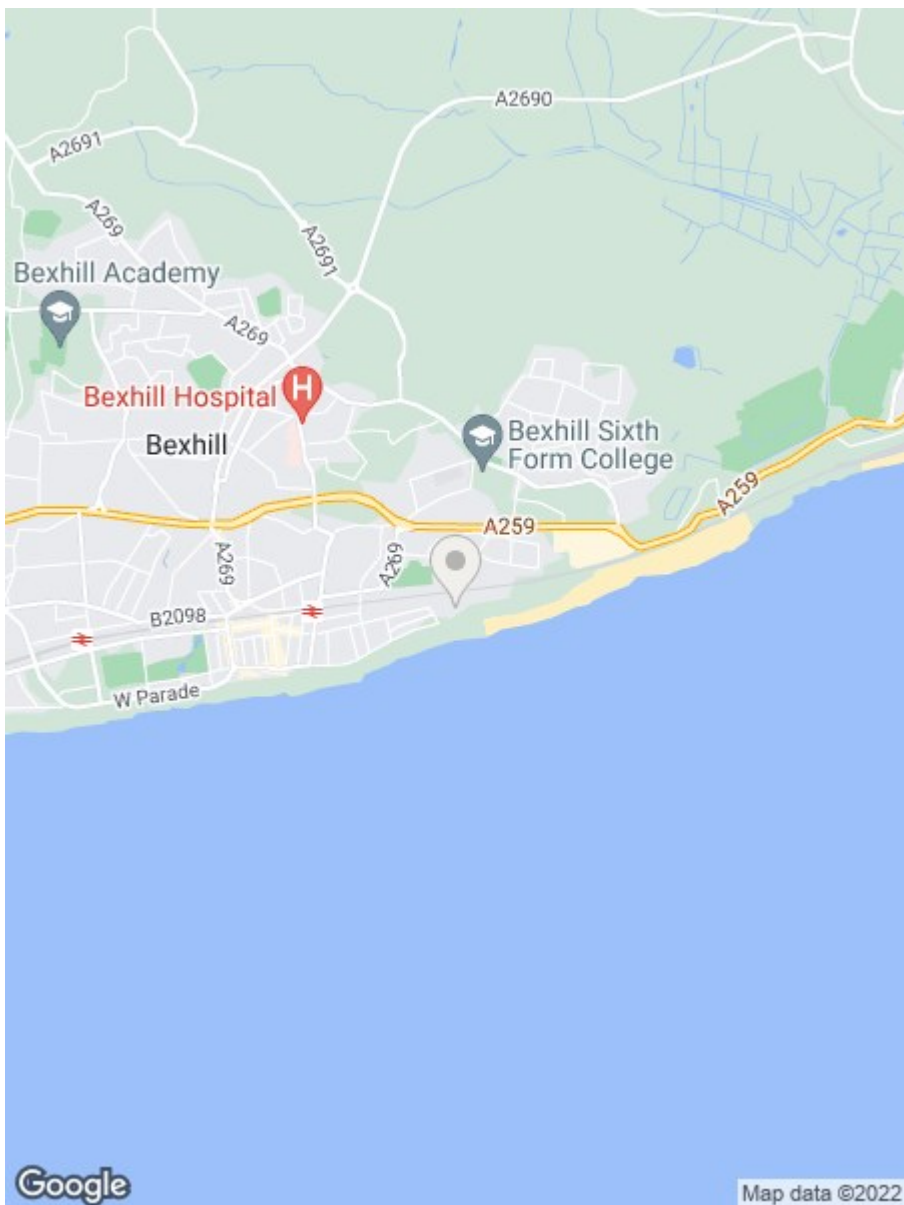 A2690
A2691
A269
A2691
Bexhill Academy
A269
Bexhill Hospital
H
Bexhill
Bexhill Sixth
Form College
A259
A259
A269
A269
B2098
W Parade
Google
Map data ©2022